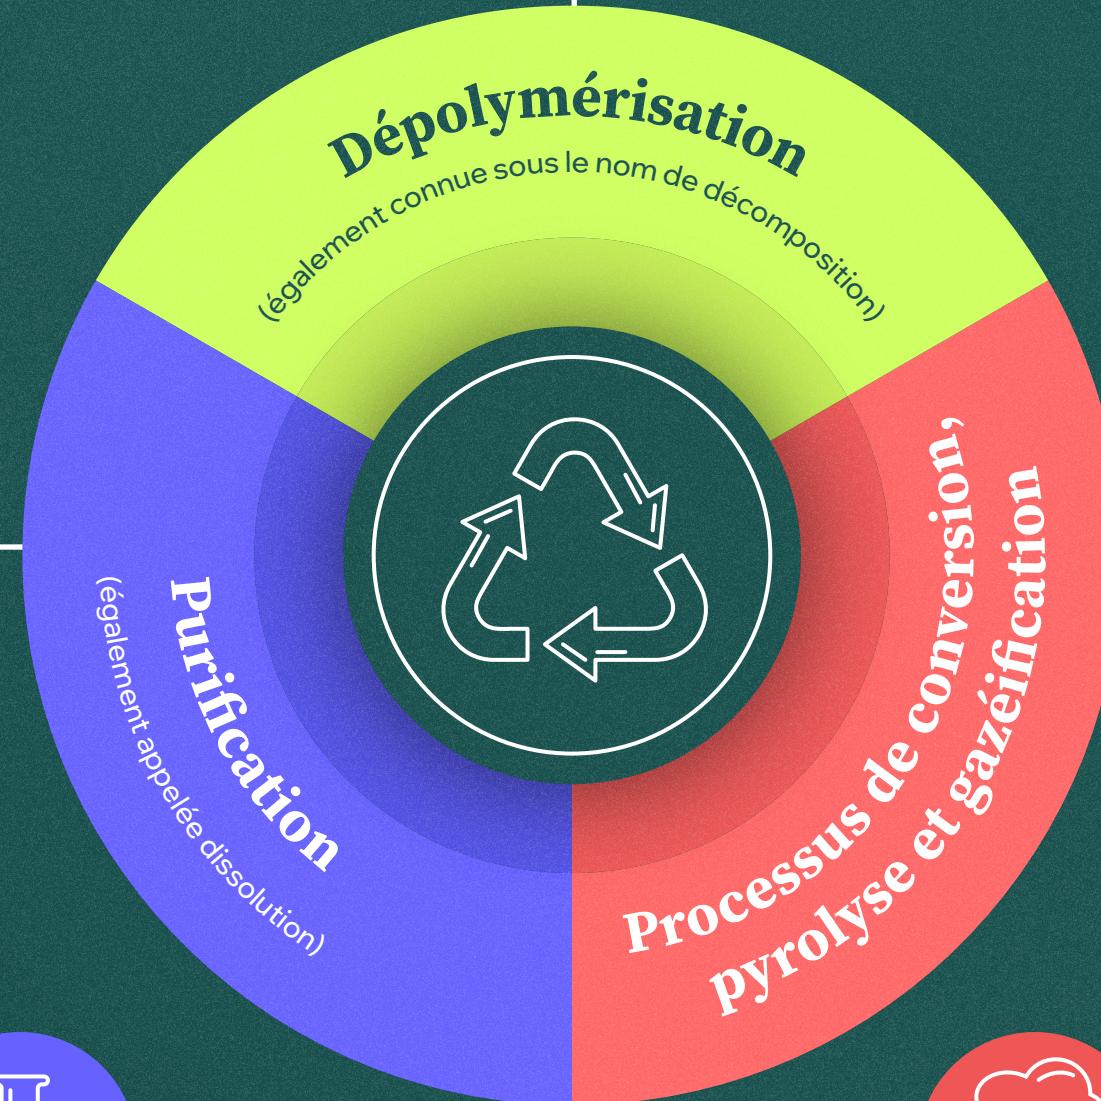 Dépolymérisation
(également connue sous le nom de décomposition)
Purification
(également appelée dissolution)
Processus de conversion,
pyrolyse et gazéification